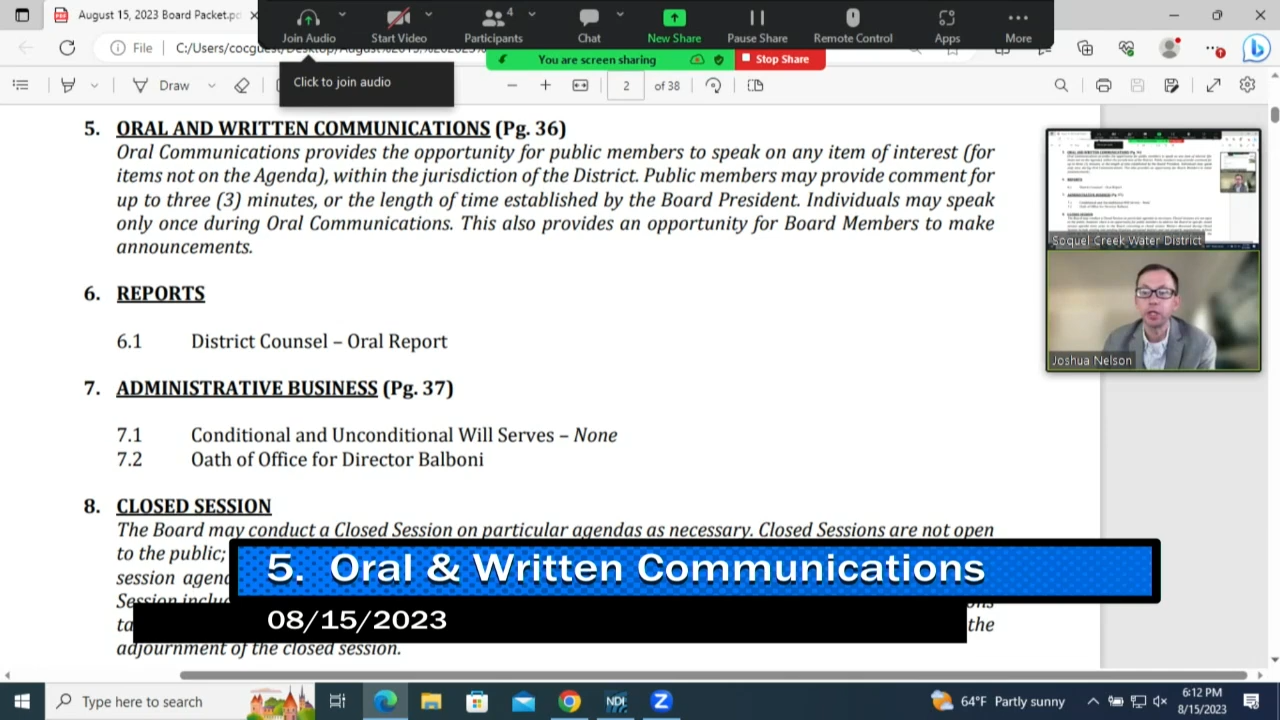 August 15, 2023 Board Packet.pd
4
Join Audio
Start Video
Participants
Chat
New Share
Pause Share
Remote Control
Apps
More
File
You are screen sharing
Stop Share
Click to join audio
Draw
2
of 38
5. ORAL AND WRITTEN COMMUNICATIONS (Pg. 36)
Oral Communications provides an opportunity for public members to speak on any item of interest (for
items not on the Agenda), within the jurisdiction of the District. Public members may provide comment for
up to three (3) minutes, or the length of time established by the Board President. Individuals may speak
only once during Oral Communications. This also provides an opportunity for Board Members to make
announcements.
6. REPORTS
6.1 District Counsel – Oral Report
7. ADMINISTRATIVE BUSINESS (Pg. 37)
7.1 Conditional and Unconditional Will Serves – None
7.2 Oath of Office for Director Balboni
8. CLOSED SESSION
The Board may conduct a Closed Session on particular agendas as necessary. Closed Sessions are not open
to the public;
session agend
Session inclu
ta
the
adjournment of the closed session.
Soquel Creek Water District
Joshua Nelson
5. Oral & Written Communications
08/15/2023
Type here to search
NDI
Z
64°F Partly sunny
6:12 PM
8/15/2023